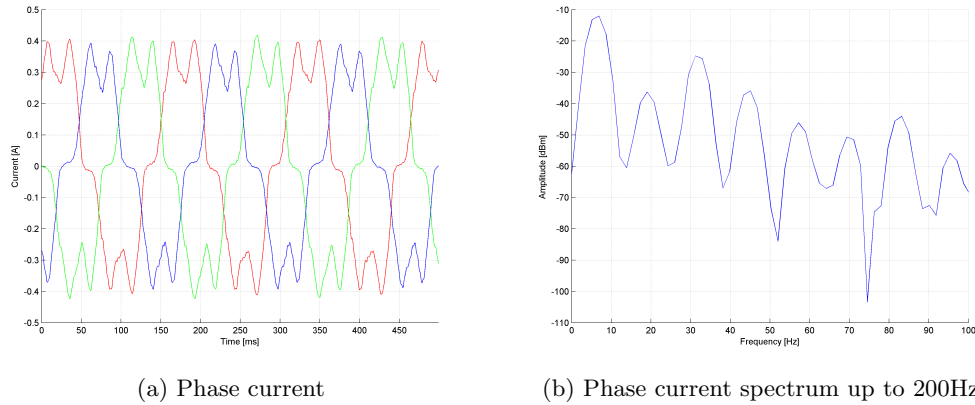 0.5
0.4
0.3
0.2
0.1
0
-0.1
-0.2
-0.3
-0.4
-0.5
Current [A]
0 50 100 150 200 250 300 350 400 450
Time [ms]
(a) Phase current
-10
-20
-30
-40
-50
-60
-70
-80
-90
-100
-110
Amplitude [dBm]
0 10 20 30 40 50 60 70 80 90 100
Frequency [Hz]
(b) Phase current spectrum up to 200Hz